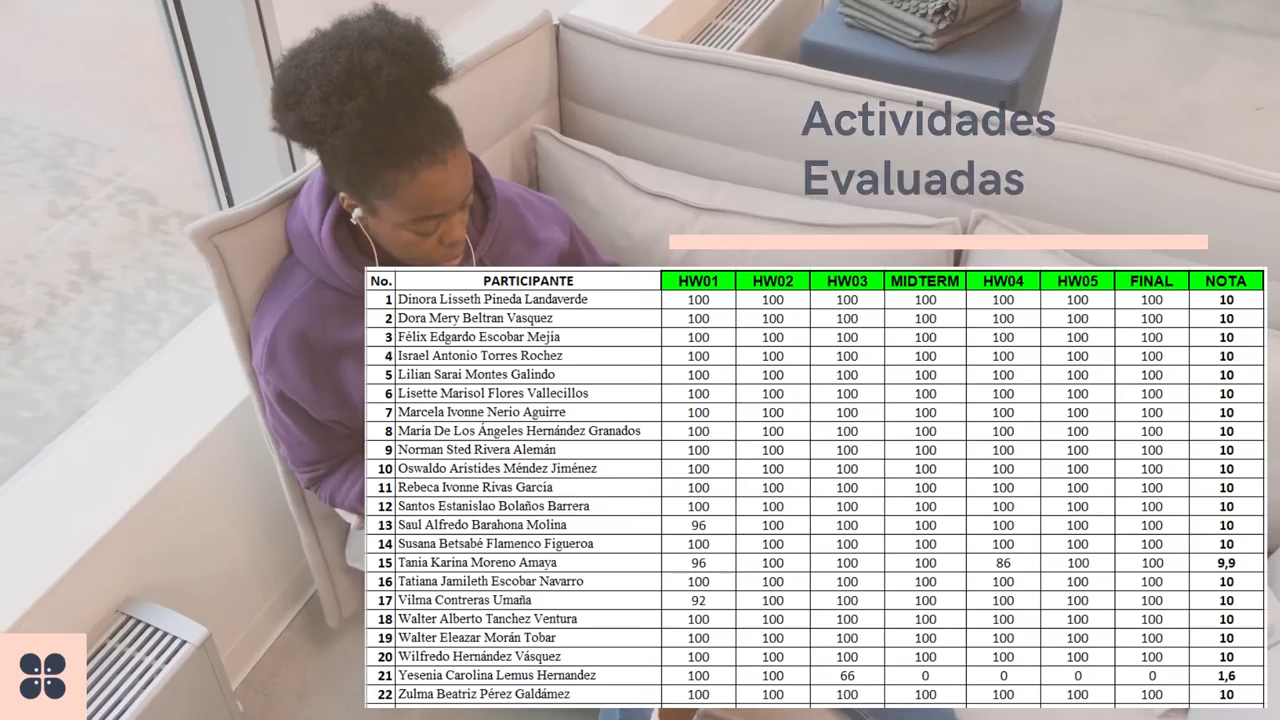 Actividades
Evaluadas
No. PARTICIPANTE HW01 HW02 HW03 MIDTERM HW04 HW05 FINAL NOTA
1 Dinora Lisseth Pineda Landaverde 100 100 100 100 100 100 100 10
2 Dora Mery Beltran Vasquez 100 100 100 100 100 100 100 10
3 Félix Edgardo Escobar Mejía 100 100 100 100 100 100 100 10
4 Israel Antonio Torres Rochez 100 100 100 100 100 100 100 10
5 Lilian Sarai Montes Galindo 100 100 100 100 100 100 100 10
6 Lisette Marisol Flores Vallecillos 100 100 100 100 100 100 100 10
7 Marcela Ivonne Nerio Aguirre 100 100 100 100 100 100 100 10
8 María De Los Ángeles Hernández Granados 100 100 100 100 100 100 100 10
9 Norman Sted Rivera Alemán 100 100 100 100 100 100 100 10
10 Oswaldo Arístides Méndez Jiménez 100 100 100 100 100 100 100 10
11 Rebeca Ivonne Rivas García 100 100 100 100 100 100 100 10
12 Santos Estanislao Bolaños Barrera 100 100 100 100 100 100 100 10
13 Saul Alfredo Barahona Molina 96 100 100 100 100 100 100 10
14 Susana Betsabé Flamenco Figueroa 100 100 100 100 100 100 100 10
15 Tania Karina Moreno Amaya 96 100 100 100 86 100 100 9,9
16 Tatiana Jamileth Escobar Navarro 100 100 100 100 100 100 100 10
17 Vilma Contreras Umaña 92 100 100 100 100 100 100 10
18 Walter Alberto Tanchez Ventura 100 100 100 100 100 100 100 10
19 Walter Eleazar Morán Tobar 100 100 100 100 100 100 100 10
20 Wilfredo Hernández Vásquez 100 100 100 100 100 100 100 10
21 Yesenia Carolina Lemus Hernandez 100 100 66 0 0 0 0 1,6
22 Zulma Beatriz Pérez Galdámez 100 100 100 100 100 100 100 10